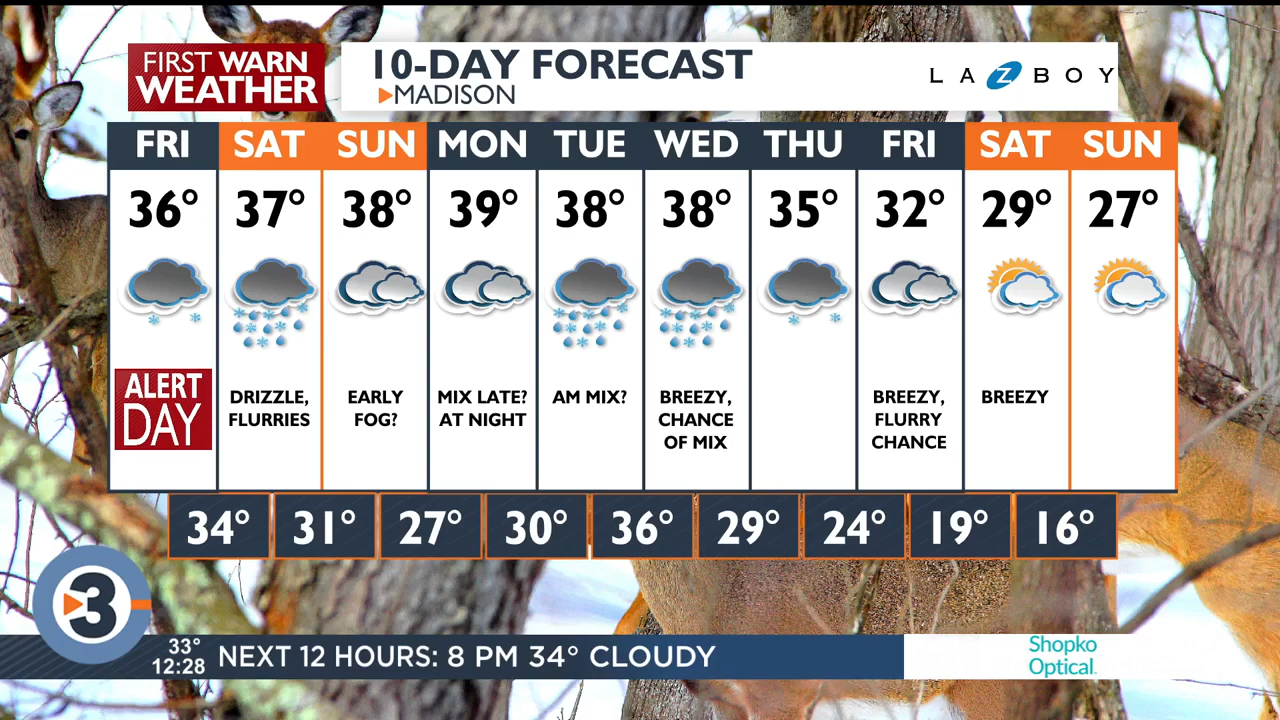 FIRST WARN
WEATHER
10-DAY FORECAST
MADISON
LA Z BOY
FRI SAT SUN MON TUE WED THU FRI SAT SUN
36° 37° 38° 39° 38° 38° 35° 32° 29° 27°
ALERT
DAY
DRIZZLE,
FLURRIES
EARLY
FOG?
MIX LATE?
AT NIGHT
AM MIX?
BREEZY,
CHANCE
OF MIX
BREEZY,
FLURRY
CHANCE
BREEZY
34° 31° 27° 30° 36° 29° 24° 19° 16°
3
33°
12:28
NEXT 12 HOURS: 8 PM 34° CLOUDY
Shopko
Optical